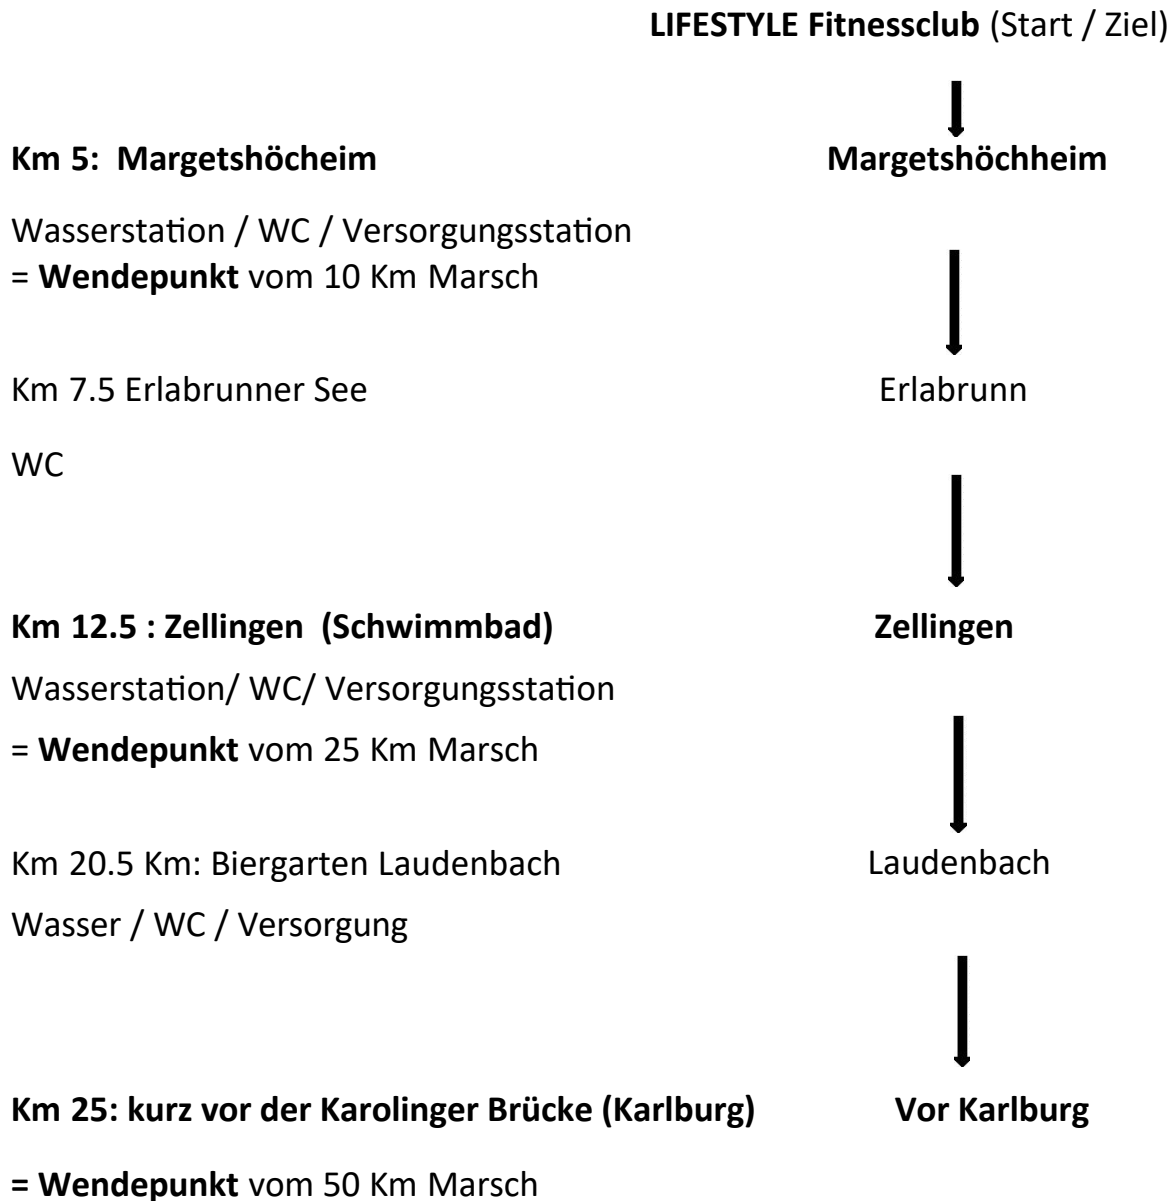 LIFESTYLE Fitnessclub (Start / Ziel)
Km 5:  Margetshöcheim
Margetshöchheim
Wasserstation / WC / Versorgungsstation
= Wendepunkt vom 10 Km Marsch
Km 7.5 Erlabrunner See
Erlabrunn
WC
Km 12.5 : Zellingen  (Schwimmbad)
Zellingen
Wasserstation/ WC/ Versorgungsstation
= Wendepunkt vom 25 Km Marsch
Km 20.5 Km: Biergarten Laudenbach
Laudenbach
Wasser / WC / Versorgung
Km 25: kurz vor der Karolinger Brücke (Karlburg)
Vor Karlburg
= Wendepunkt vom 50 Km Marsch